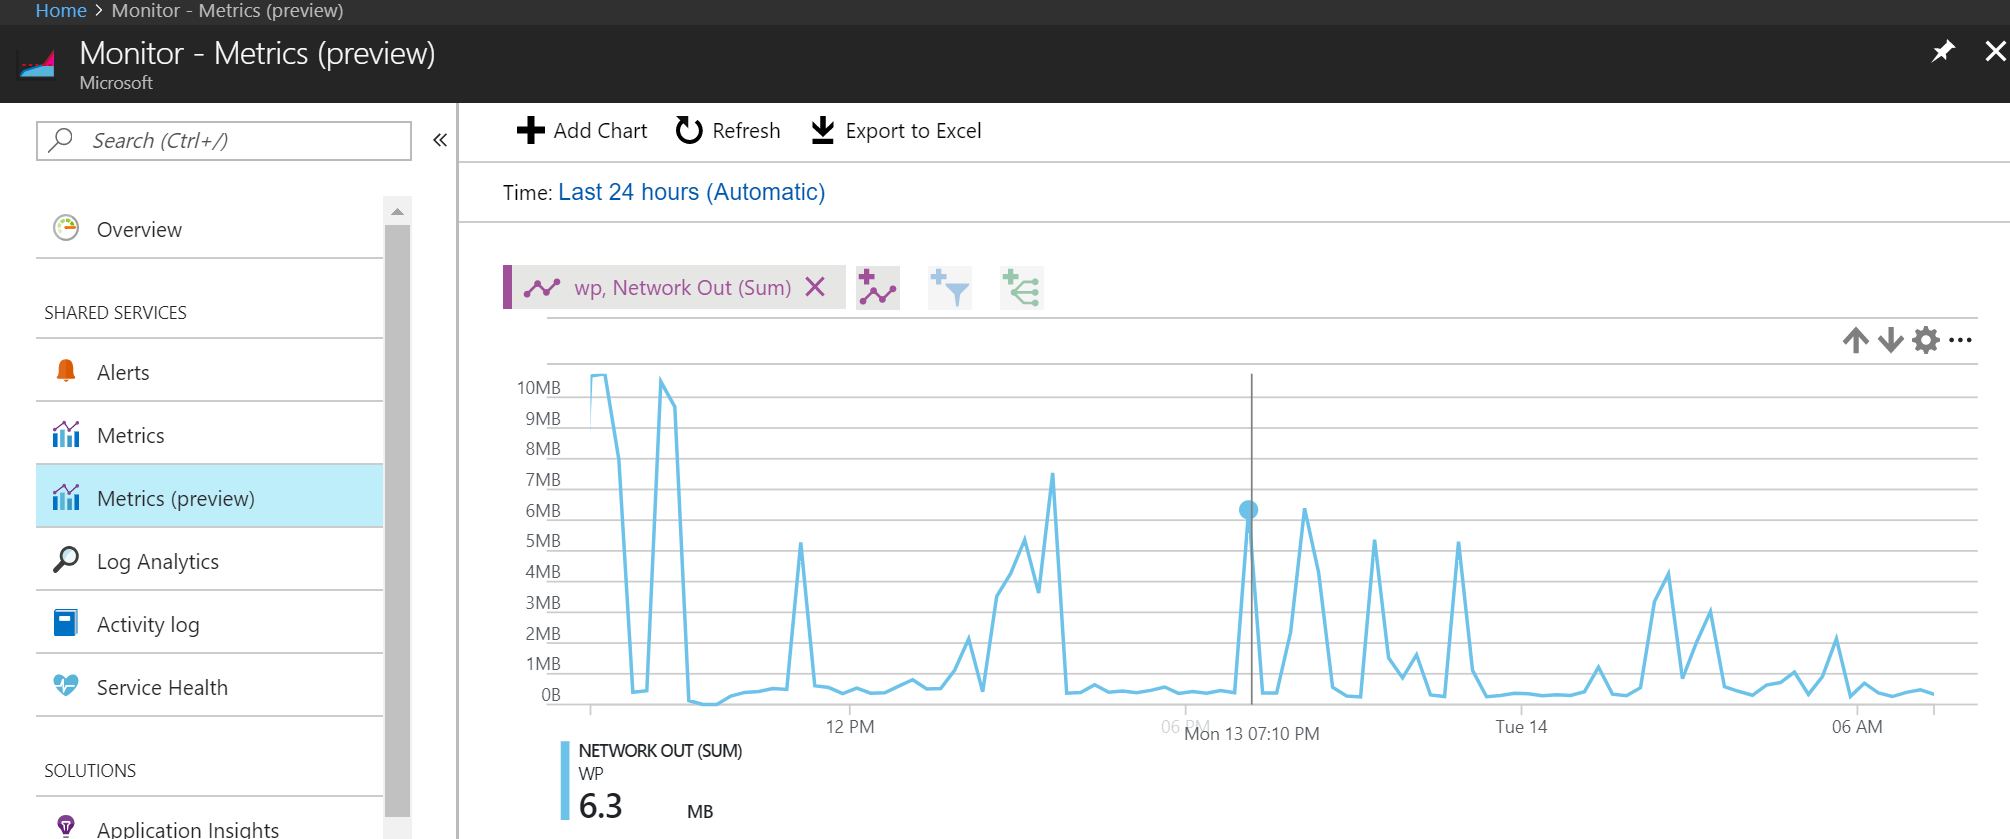 Home > Monitor - Metrics (preview)
Monitor - Metrics (preview)
Microsoft
Search (Ctrl+/)
«
Overview
SHARED SERVICES
Alerts
Metrics
Metrics (preview)
Log Analytics
Activity log
Service Health
SOLUTIONS
Application Insights
Add Chart Refresh Export to Excel
Time: Last 24 hours (Automatic)
wp, Network Out (Sum)
10MB
9MB
8MB
7MB
6MB
5MB
4MB
3MB
2MB
1MB
0B
12 PM 06 PM Tue 14 06 AM
Mon 13 07:10 PM
NETWORK OUT (SUM)
WP
6.3 MB